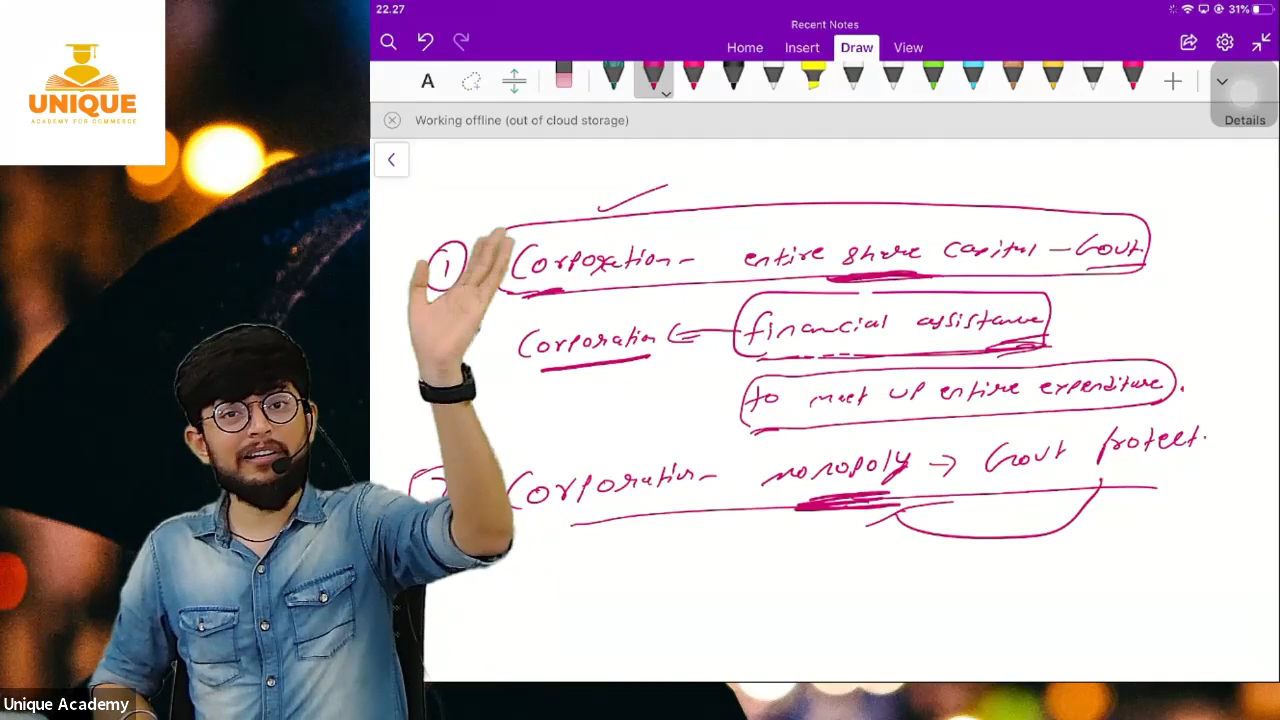 22.27
31%
Recent Notes
Home Insert Draw View
A
Working offline (out of cloud storage)
Details
UNIQUE
ACADEMY FOR COMMERCE
1 Corporation - entire share capital - Govt
Corporation financial assistance
to meet up entire expenditure.
Corporation - monopoly → Govt protect.
Unique Academy